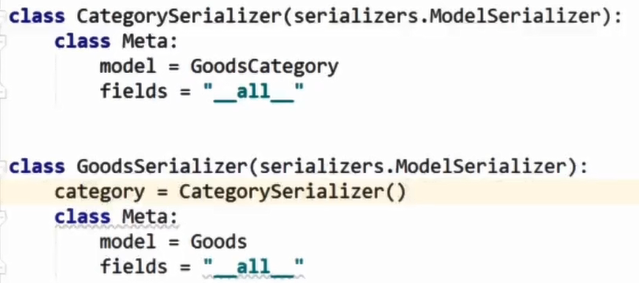 class CategorySerializer(serializers.ModelSerializer):
    class Meta:
        model = GoodsCategory
        fields = "__all__"
class GoodsSerializer(serializers.ModelSerializer):
    category = CategorySerializer()
    class Meta:
        model = Goods
        fields = "__all__"